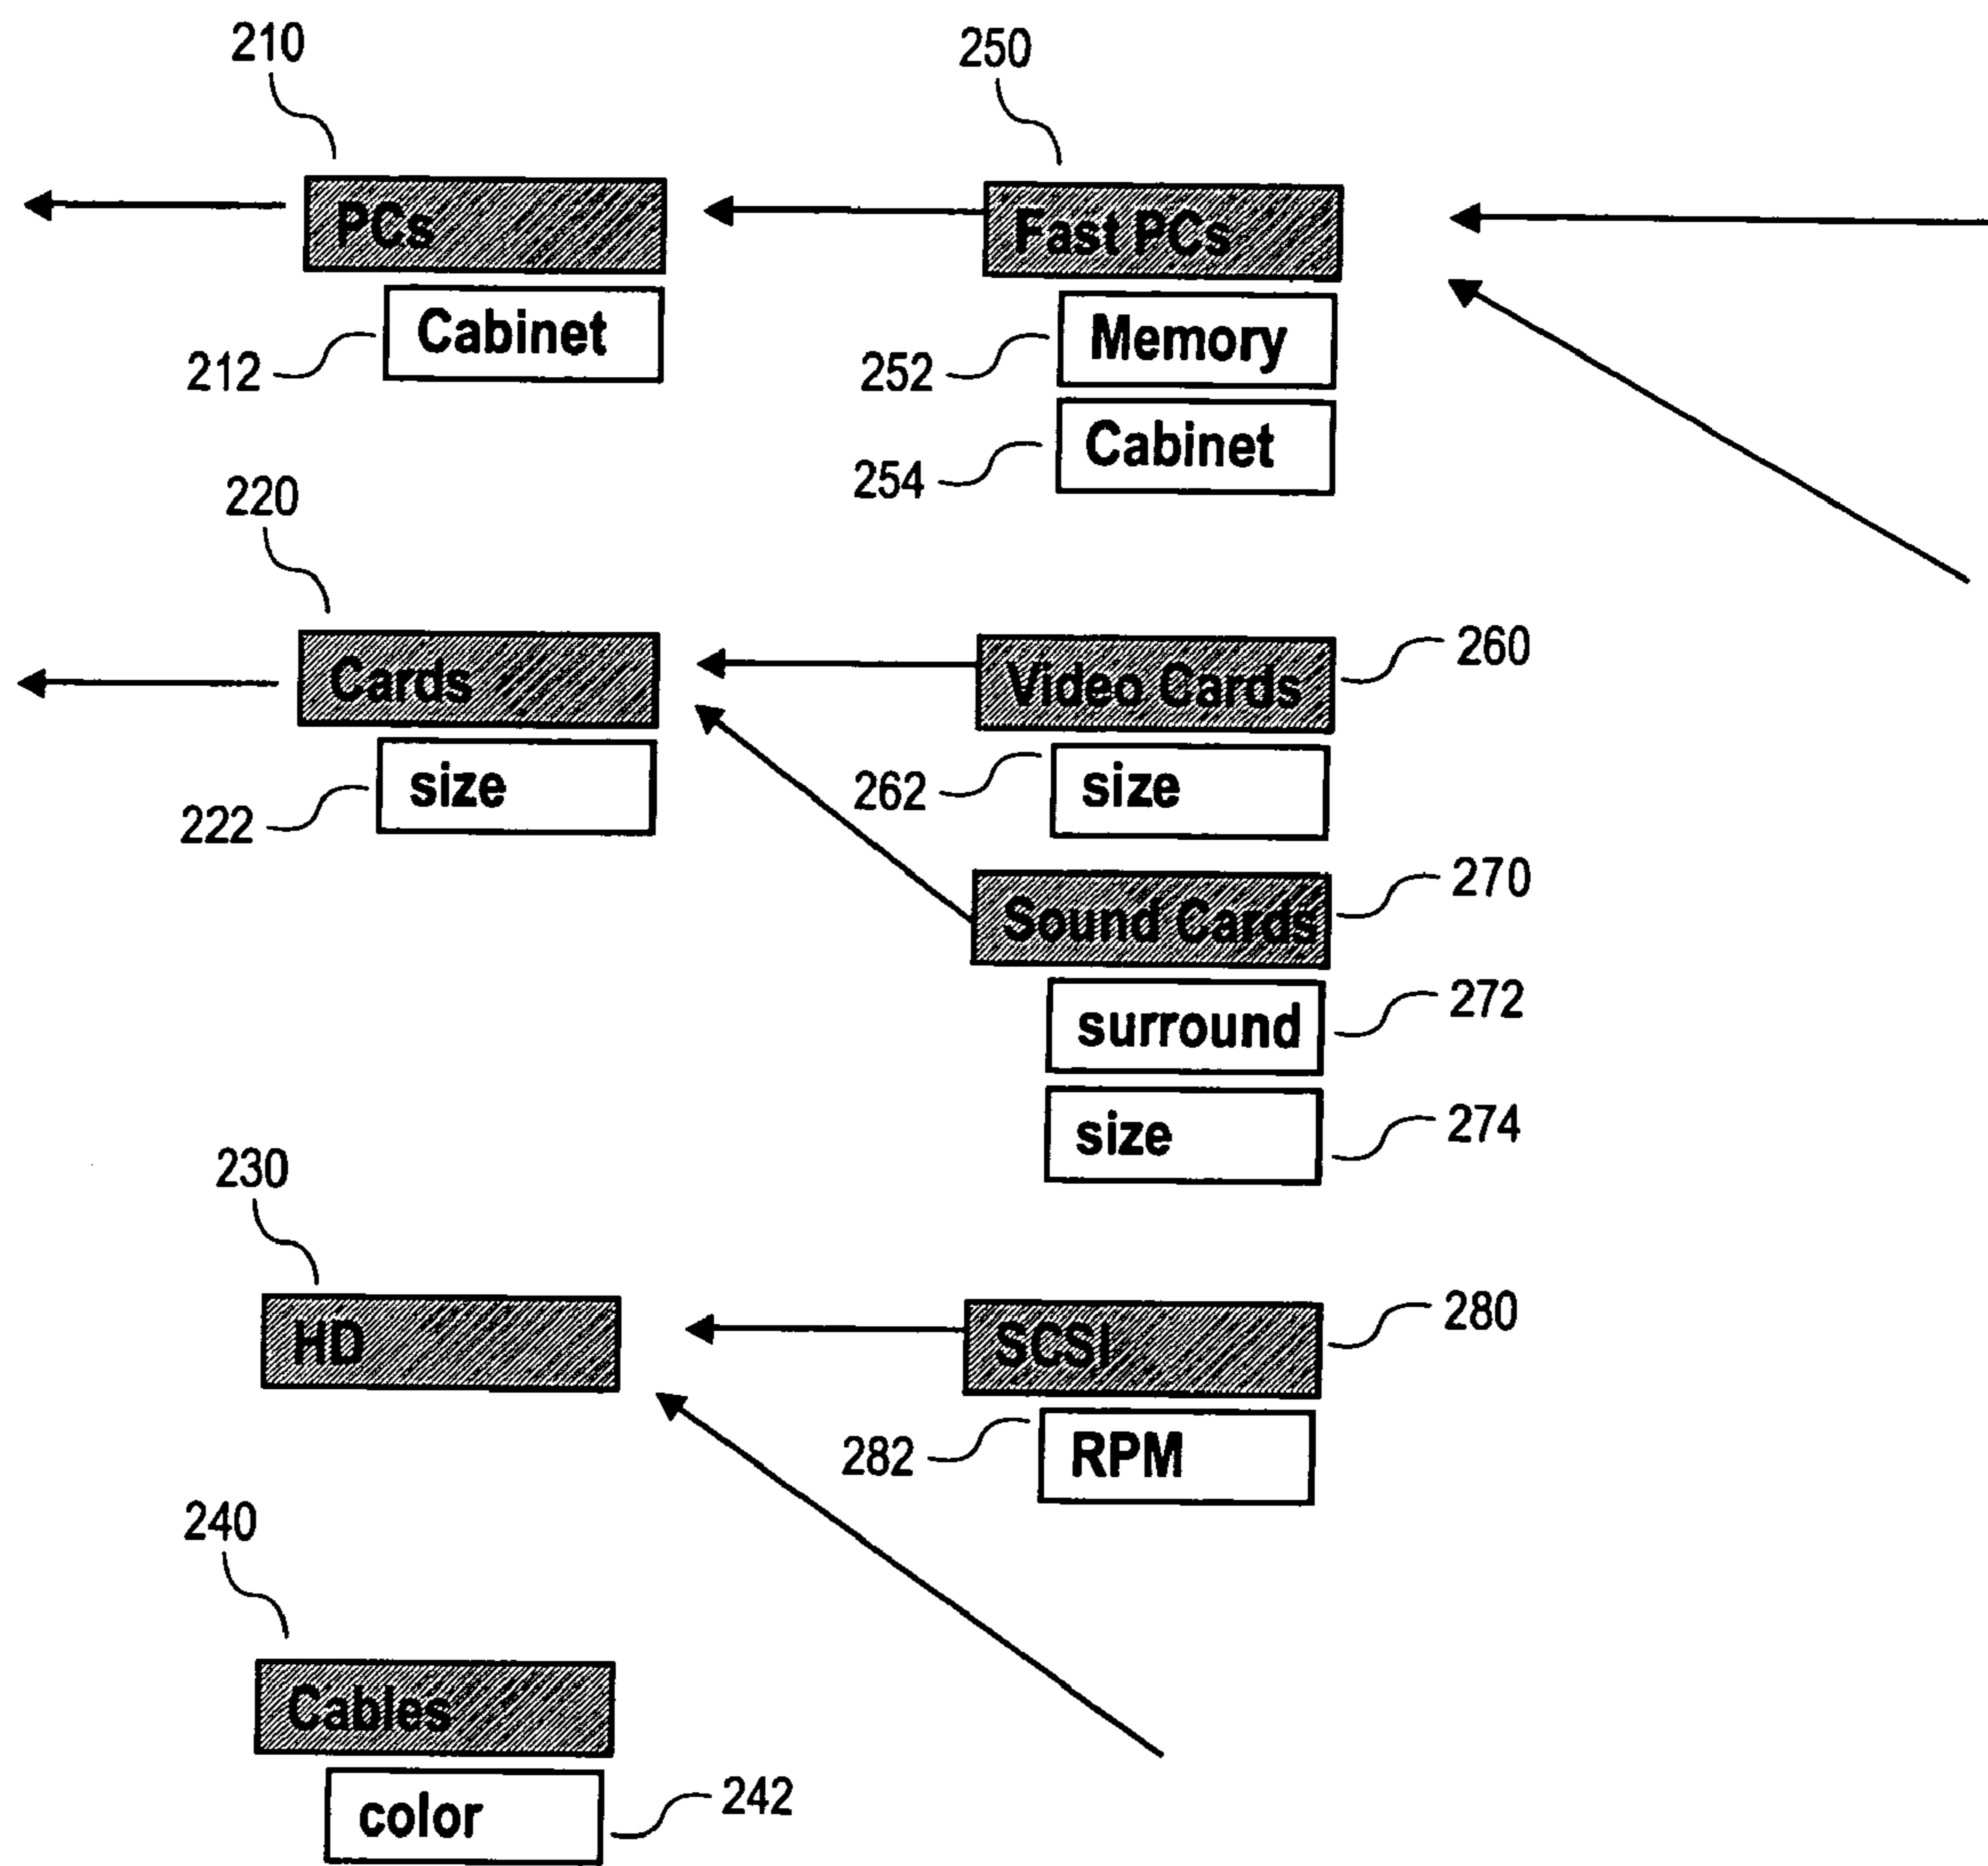 210
250
PCs
Fast PCs
Cabinet
212
Memory
252
Cabinet
254
220
Cards
Video Cards
260
size
222
size
262
Sound Cards
270
surround
272
size
274
230
HD
SCSI
280
RPM
282
240
Cables
color
242